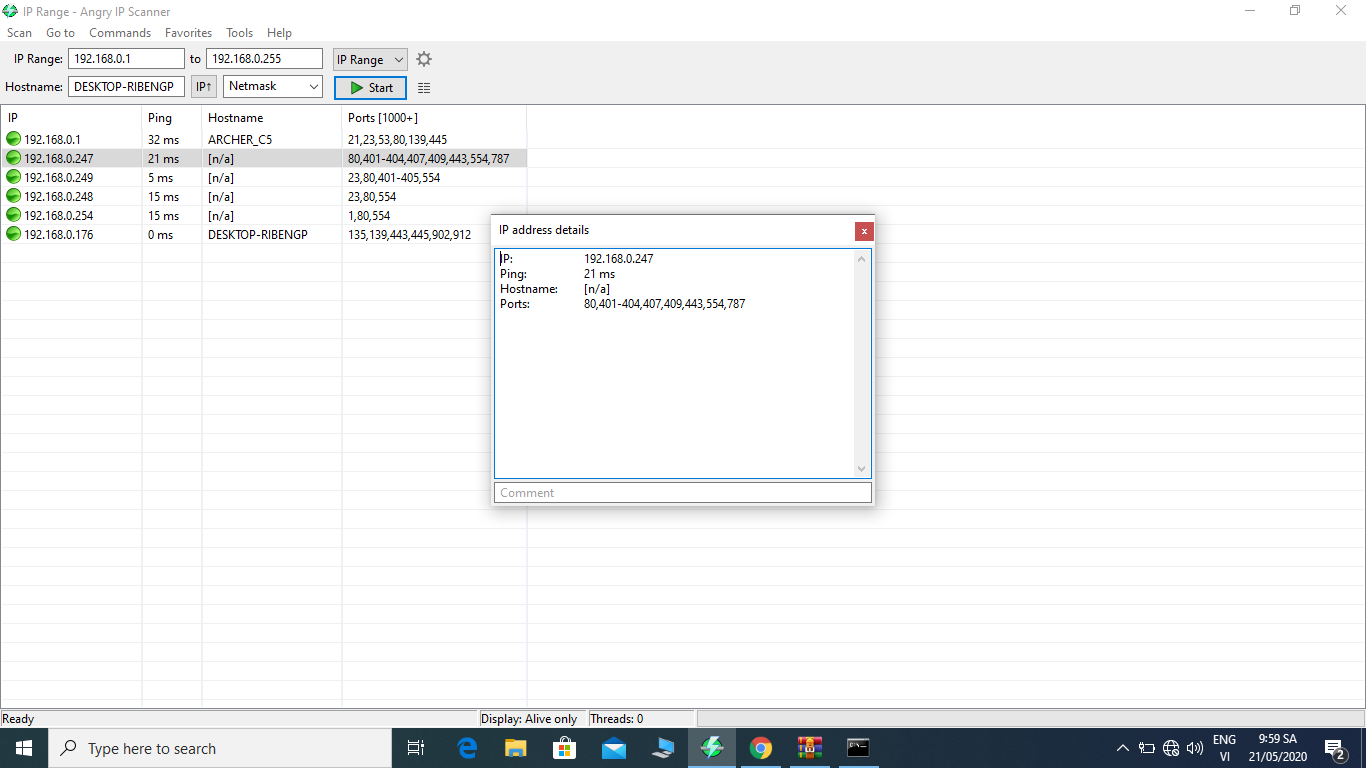 IP Range - Angry IP Scanner
Scan Go to Commands Favorites Tools Help
IP Range: 192.168.0.1 to 192.168.0.255 IP Range
Hostname: DESKTOP-RIBENGP IP↑ Netmask Start
IP Ping Hostname Ports [1000+]
192.168.0.1 32 ms ARCHER_C5 21,23,53,80,139,445
192.168.0.247 21 ms [n/a] 80,401-404,407,409,443,554,787
192.168.0.249 5 ms [n/a] 23,80,401-405,554
192.168.0.248 15 ms [n/a] 23,80,554
192.168.0.254 15 ms [n/a] 1,80,554
192.168.0.176 0 ms DESKTOP-RIBENGP 135,139,443,445,902,912
IP address details
IP: 192.168.0.247
Ping: 21 ms
Hostname: [n/a]
Ports: 80,401-404,407,409,443,554,787
Comment
Ready Display: Alive only Threads: 0
Type here to search
ENG
VI
9:59 SA
21/05/2020
2